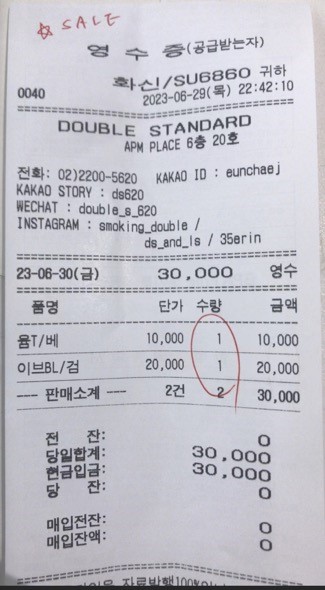 ☆ SALE
영 수 증(공급받는자)
화신/SU6860 귀하
0040 2023-06-29(목) 22:42:10
DOUBLE STANDARD
APM PLACE 6층 20호
전화: 02)2200-5620 KAKAO ID : eunchaej
KAKAO STORY : ds620
WECHAT : double_s_620
INSTAGRAM : smoking_double /
ds_and_ls / 35erin
23-06-30(금) 30,000 영수
품명 단가 수량 금액
윰T/베 10,000 1 10,000
이브BL/검 20,000 1 20,000
--- 판매소계 --- 2건 2 30,000
전 잔: 0
당일합계: 30,000
현금입금: 30,000
당 잔: 0
매입전잔: 0
매입잔액: 0